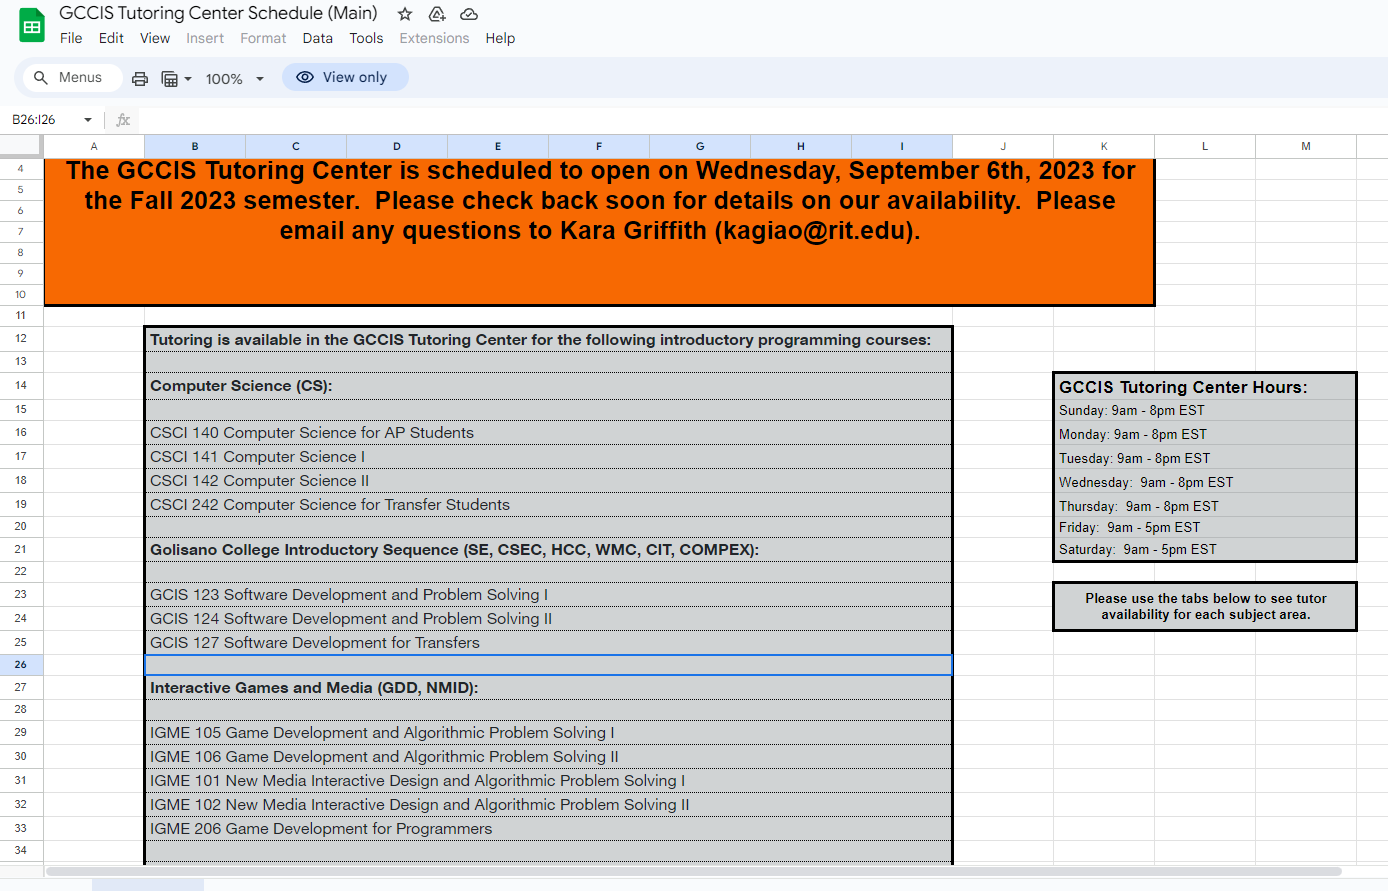 GCCIS Tutoring Center Schedule (Main)
File Edit View Insert Format Data Tools Extensions Help
Menus 100% View only
B26:I26 fx
A B C D E F G H I J K L M
4
5
6
7
8
9
10
The GCCIS Tutoring Center is scheduled to open on Wednesday, September 6th, 2023 for
the Fall 2023 semester.  Please check back soon for details on our availability.  Please
email any questions to Kara Griffith (kagiao@rit.edu).
11
12 Tutoring is available in the GCCIS Tutoring Center for the following introductory programming courses:
13
14 Computer Science (CS):
15
16 CSCI 140 Computer Science for AP Students
17 CSCI 141 Computer Science I
18 CSCI 142 Computer Science II
19 CSCI 242 Computer Science for Transfer Students
20
21 Golisano College Introductory Sequence (SE, CSEC, HCC, WMC, CIT, COMPEX):
22
23 GCIS 123 Software Development and Problem Solving I
24 GCIS 124 Software Development and Problem Solving II
25 GCIS 127 Software Development for Transfers
26
27 Interactive Games and Media (GDD, NMID):
28
29 IGME 105 Game Development and Algorithmic Problem Solving I
30 IGME 106 Game Development and Algorithmic Problem Solving II
31 IGME 101 New Media Interactive Design and Algorithmic Problem Solving I
32 IGME 102 New Media Interactive Design and Algorithmic Problem Solving II
33 IGME 206 Game Development for Programmers
34
GCCIS Tutoring Center Hours:
Sunday: 9am - 8pm EST
Monday: 9am - 8pm EST
Tuesday: 9am - 8pm EST
Wednesday:  9am - 8pm EST
Thursday:  9am - 8pm EST
Friday:  9am - 5pm EST
Saturday:  9am - 5pm EST
Please use the tabs below to see tutor
availability for each subject area.